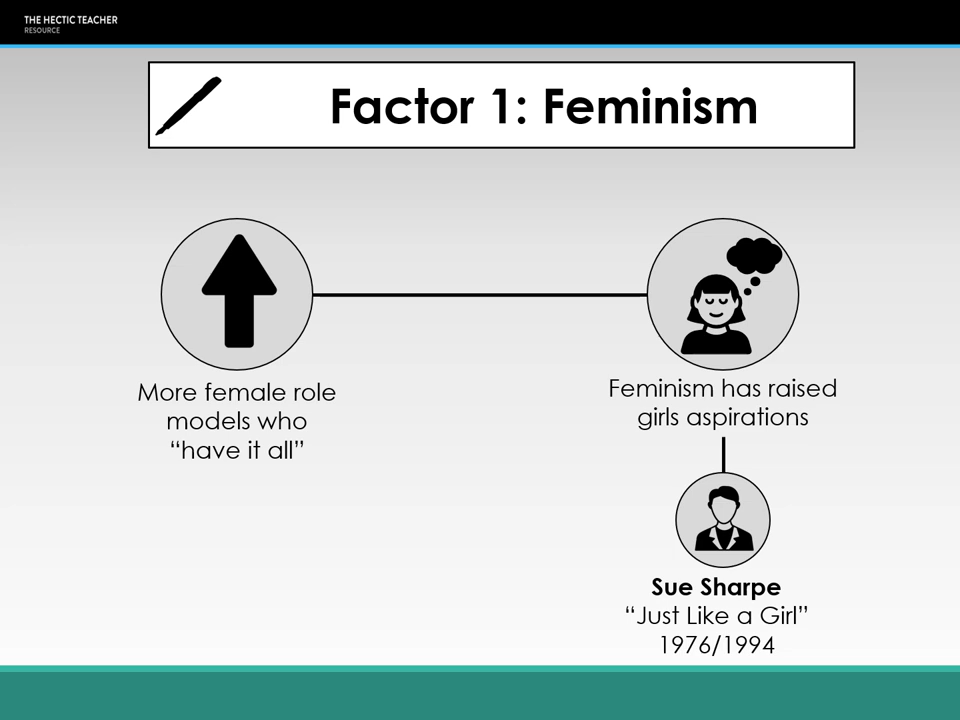 THE HECTIC TEACHER
RESOURCE
Factor 1: Feminism
More female role
models who
“have it all”
Feminism has raised
girls aspirations
Sue Sharpe
“Just Like a Girl”
1976/1994